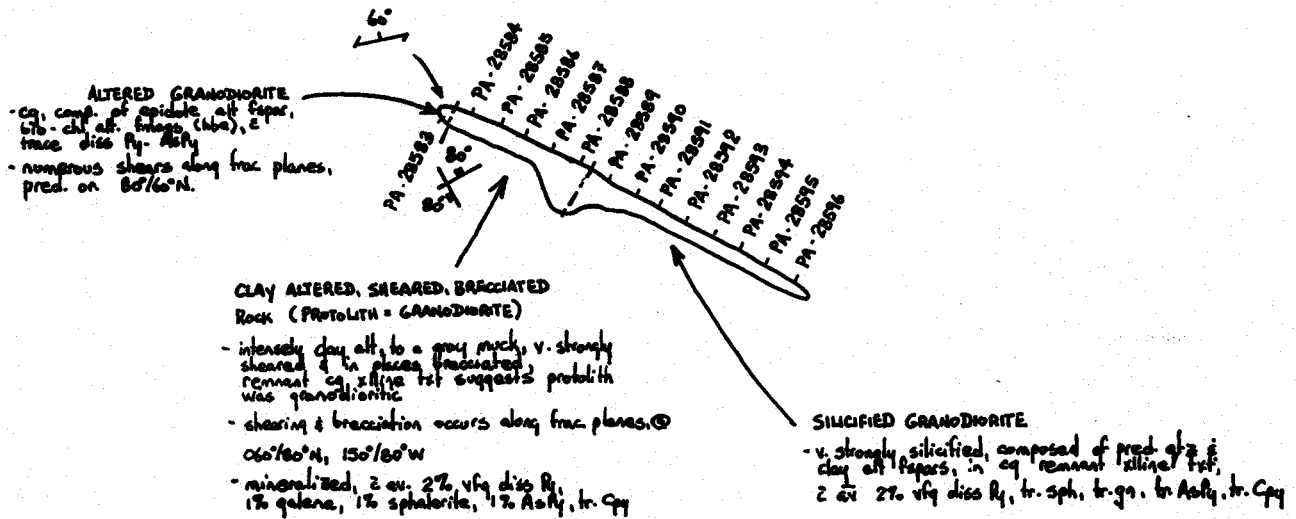 60°
PA-28584
PA-28585
PA-28586
PA-28587
PA-28588
PA-28589
PA-28590
PA-28591
PA-28592
PA-28593
PA-28594
PA-28595
PA-28596
PA-28583
80°
80°
ALTERED GRANODIORITE
- cg, comp. of epidote alt fspar,
bio-chl alt. fmags (hbe), c̄
trace diss Py-AsPy
- numerous shears along frac planes,
pred. on 80°/60°N.
CLAY ALTERED, SHEARED, BRECCIATED
ROCK (PROTOLITH = GRANODIORITE)
- intensely clay alt, to a gray muck, v. strongly
sheared & in places brecciated,
remnant cg xlline txt suggests protolith
was granodioritic
- shearing & brecciation occurs along frac planes, @
060°/80°N, 150°/80°W
- mineralized, c̄ av. 2% vfg diss Py,
1% galena, 1% sphalerite, 1% AsPy, tr. Cpy
SILICIFIED GRANODIORITE
- v. strongly silicified, composed of pred qtz &
clay alt fspars, in cg remnant xlline txt,
c̄ av 2% vfg diss Py, tr. sph, tr. gn, tr. AsPy, tr. Cpy